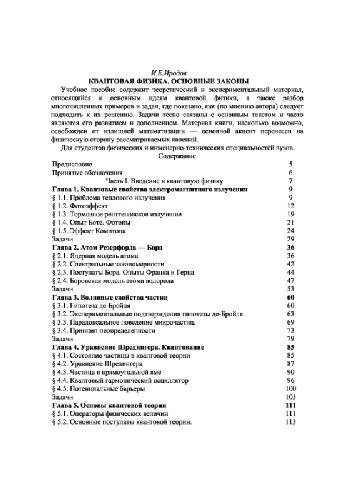 И.Е.Иродов
КВАНТОВАЯ ФИЗИКА. ОСНОВНЫЕ ЗАКОНЫ
Учебное пособие содержит теоретический и экспериментальный материал,
относящийся к основным идеям квантовой физики, а также разбор
многочисленных примеров и задач, где показано, как (по мнению автора) следует
подходить к их решению. Задачи тесно связаны с основным текстом и часто
являются его развитием и дополнением. Материал книги, насколько возможно,
освобожден от излишней математизации — основной акцент перенесен на
физическую сторону рассматриваемых явлений.
Для студентов физических и инженерно-технических специальностей вузов.
Содержание
Предисловие 5
Принятые обозначения 6
Часть I. Введение в квантовую физику 7
Глава 1. Квантовые свойства электромагнитного излучения 9
§ 1.1. Проблема теплового излучения 9
§ 1.2. Фотоэффект 12
§ 1.3. Тормозное рентгеновское излучение 19
§ 1.4. Опыт Боте. Фотоны 21
§ 1.5. Эффект Комптона 24
Задачи 29
Глава 2. Атом Резерфорда — Бора 36
§ 2.1. Ядерная модель атома 36
§ 2.2. Спектральные закономерности 42
§ 2.3. Постулаты Бора. Опыты Франка и Герца 44
§ 2.4. Боровская модель атома водорода 47
Задачи 53
Глава 3. Волновые свойства частиц 60
§ 3.1. Гипотеза де-Бройля 60
§ 3.2. Экспериментальные подтверждения гипотезы де-Бройля 63
§ 3.3. Парадоксальное поведение микрочастиц 69
§ 3.4. Принцип неопределенности 73
Задачи 79
Глава 4. Уравнение Шредингера. Квантование 85
§ 4.1. Состояние частицы в квантовой теории 85
§ 4.2. Уравнение Шредингера 87
§ 4.3. Частица в прямоугольной яме 90
§ 4.4. Квантовый гармонический осциллятор 96
§ 4.5. Потенциальные барьеры 100
Задачи 103
Глава 5. Основы квантовой теории 111
§ 5.1. Операторы физических величин 111
§ 5.2. Основные постулаты квантовой теории. 113